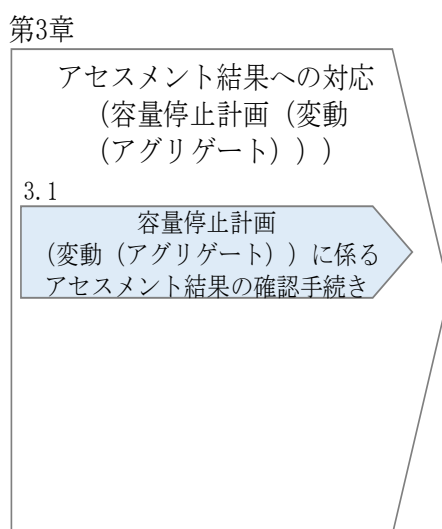 第3章
アセスメント結果への対応
（容量停止計画（変動
（アグリゲート）））
3.1
容量停止計画
（変動（アグリゲート））に係る
アセスメント結果の確認手続き